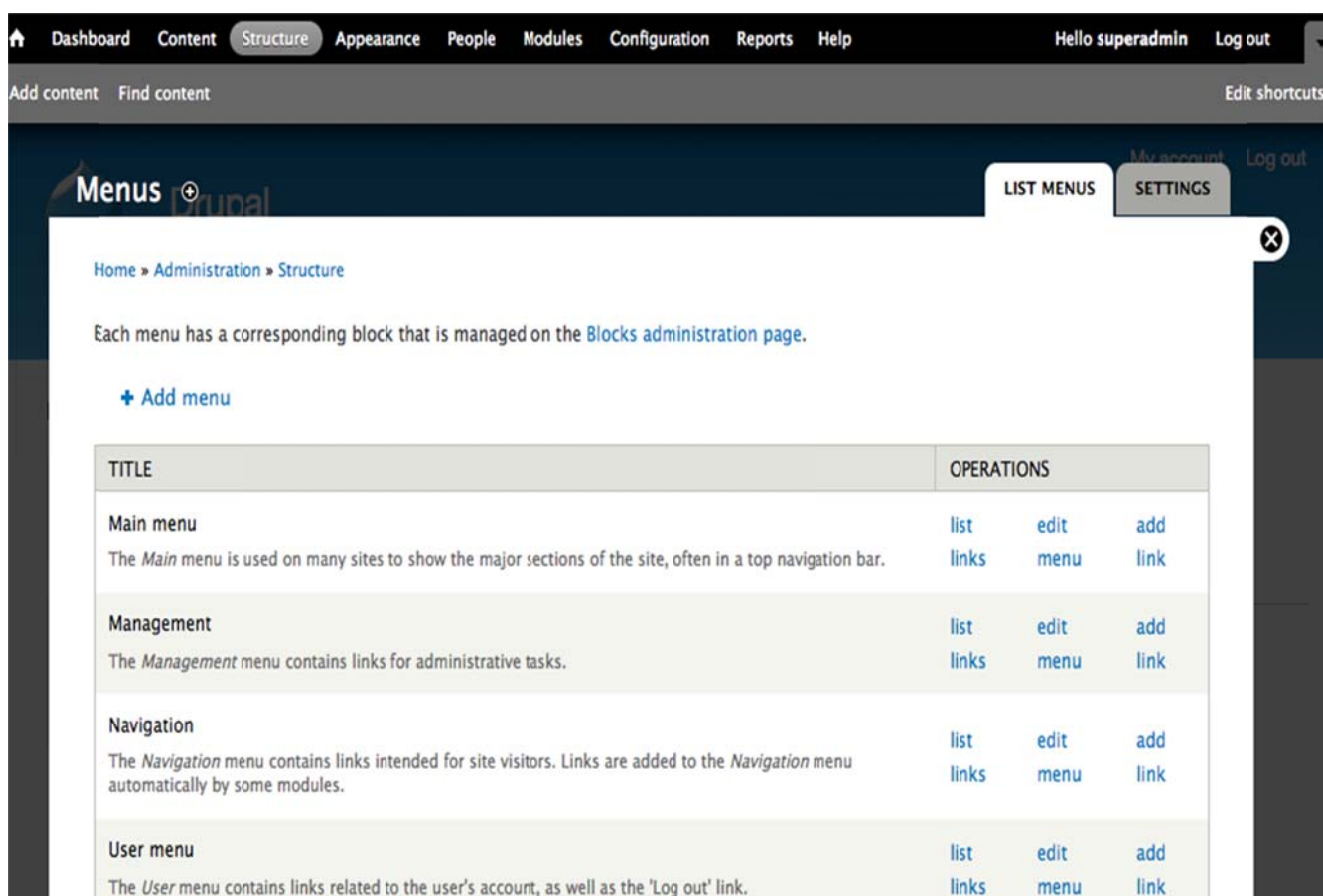 Dashboard Content Structure Appearance People Modules Configuration Reports Help Hello superadmin Log out
Add content Find content Edit shortcuts
My account Log out
Menus Drupal LIST MENUS SETTINGS
Home » Administration » Structure
Each menu has a corresponding block that is managed on the Blocks administration page.
+ Add menu
TITLE OPERATIONS
Main menu
The Main menu is used on many sites to show the major sections of the site, often in a top navigation bar.
list edit add
links menu link
Management
The Management menu contains links for administrative tasks.
list edit add
links menu link
Navigation
The Navigation menu contains links intended for site visitors. Links are added to the Navigation menu
automatically by some modules.
list edit add
links menu link
User menu
The User menu contains links related to the user's account, as well as the 'Log out' link.
list edit add
links menu link